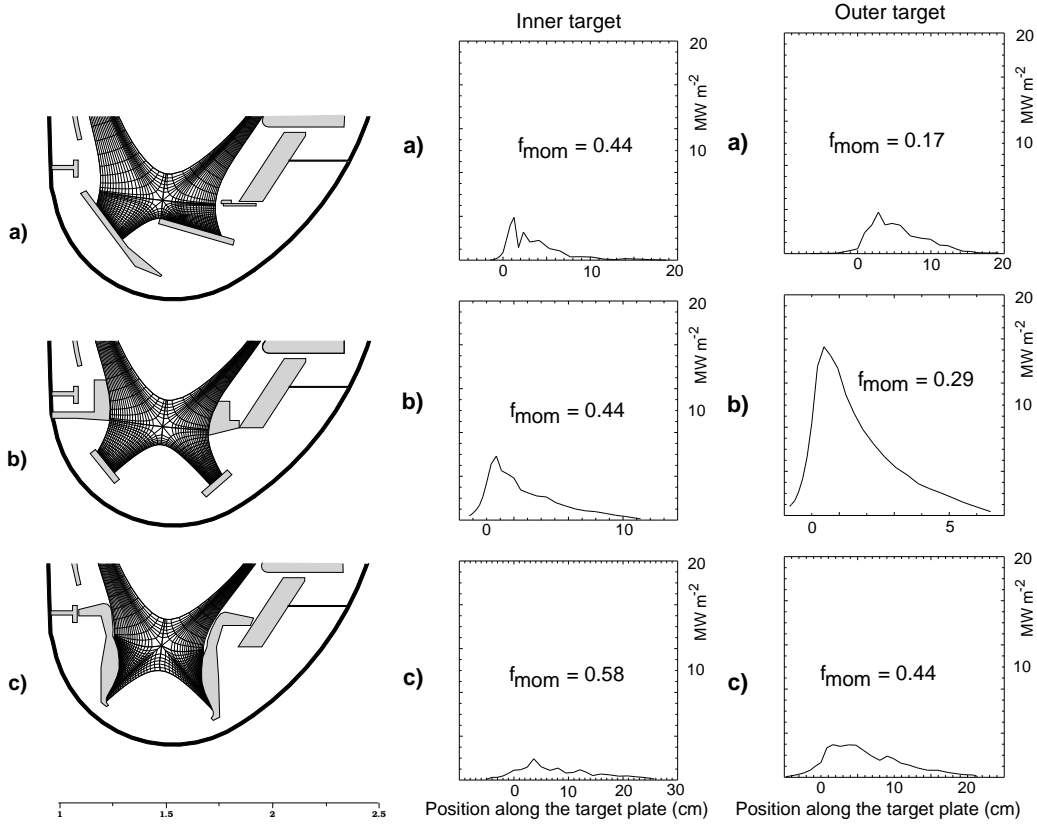 Inner target
Outer target
a)
a)
f_mom = 0.44
20
MW m^-2
10
0
10
20
a)
f_mom = 0.17
20
MW m^-2
10
0
10
20
b)
b)
f_mom = 0.44
20
MW m^-2
10
0
10
b)
f_mom = 0.29
20
MW m^-2
10
0
5
c)
c)
f_mom = 0.58
20
MW m^-2
10
0
10
20
30
c)
f_mom = 0.44
20
MW m^-2
10
0
10
20
Position along the target plate (cm)
Position along the target plate (cm)
1
1.5
2
2.5